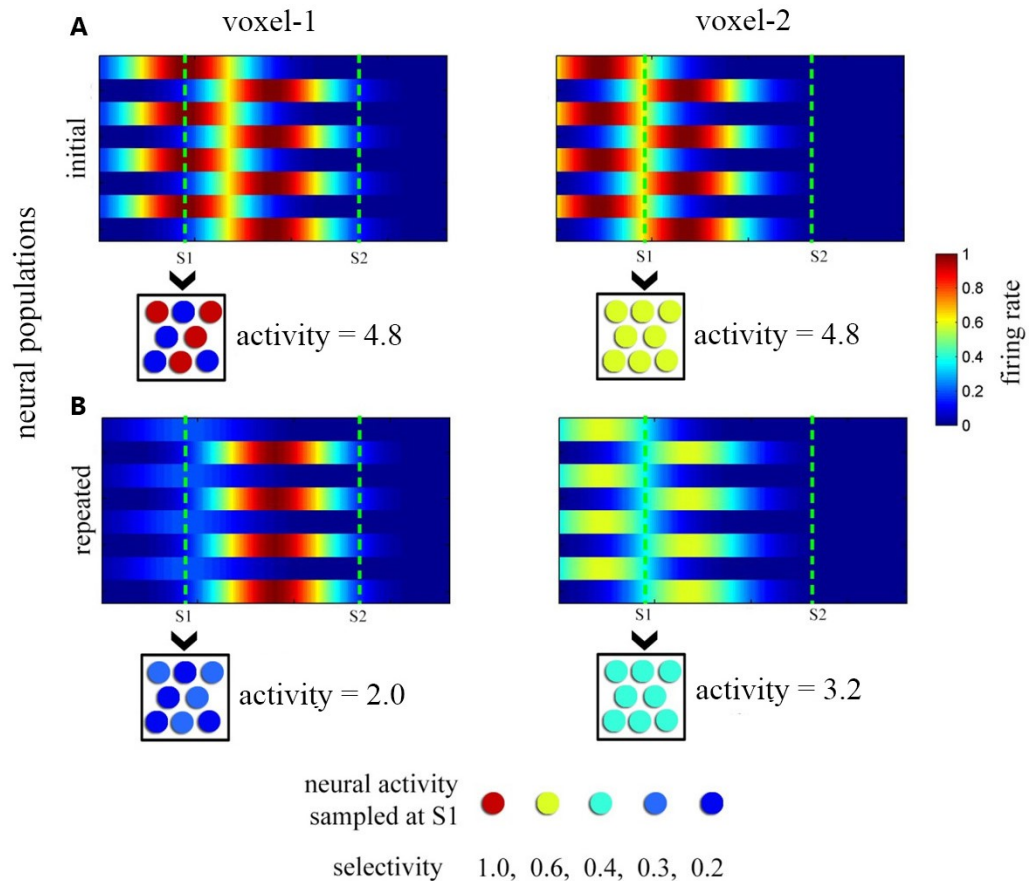 A
voxel-1
voxel-2
initial
S1
S2
S1
S2
activity = 4.8
activity = 4.8
neural populations
1
0.8
0.6
0.4
0.2
0
firing rate
B
repeated
S1
S2
S1
S2
activity = 2.0
activity = 3.2
neural activity
sampled at S1
selectivity 1.0, 0.6, 0.4, 0.3, 0.2